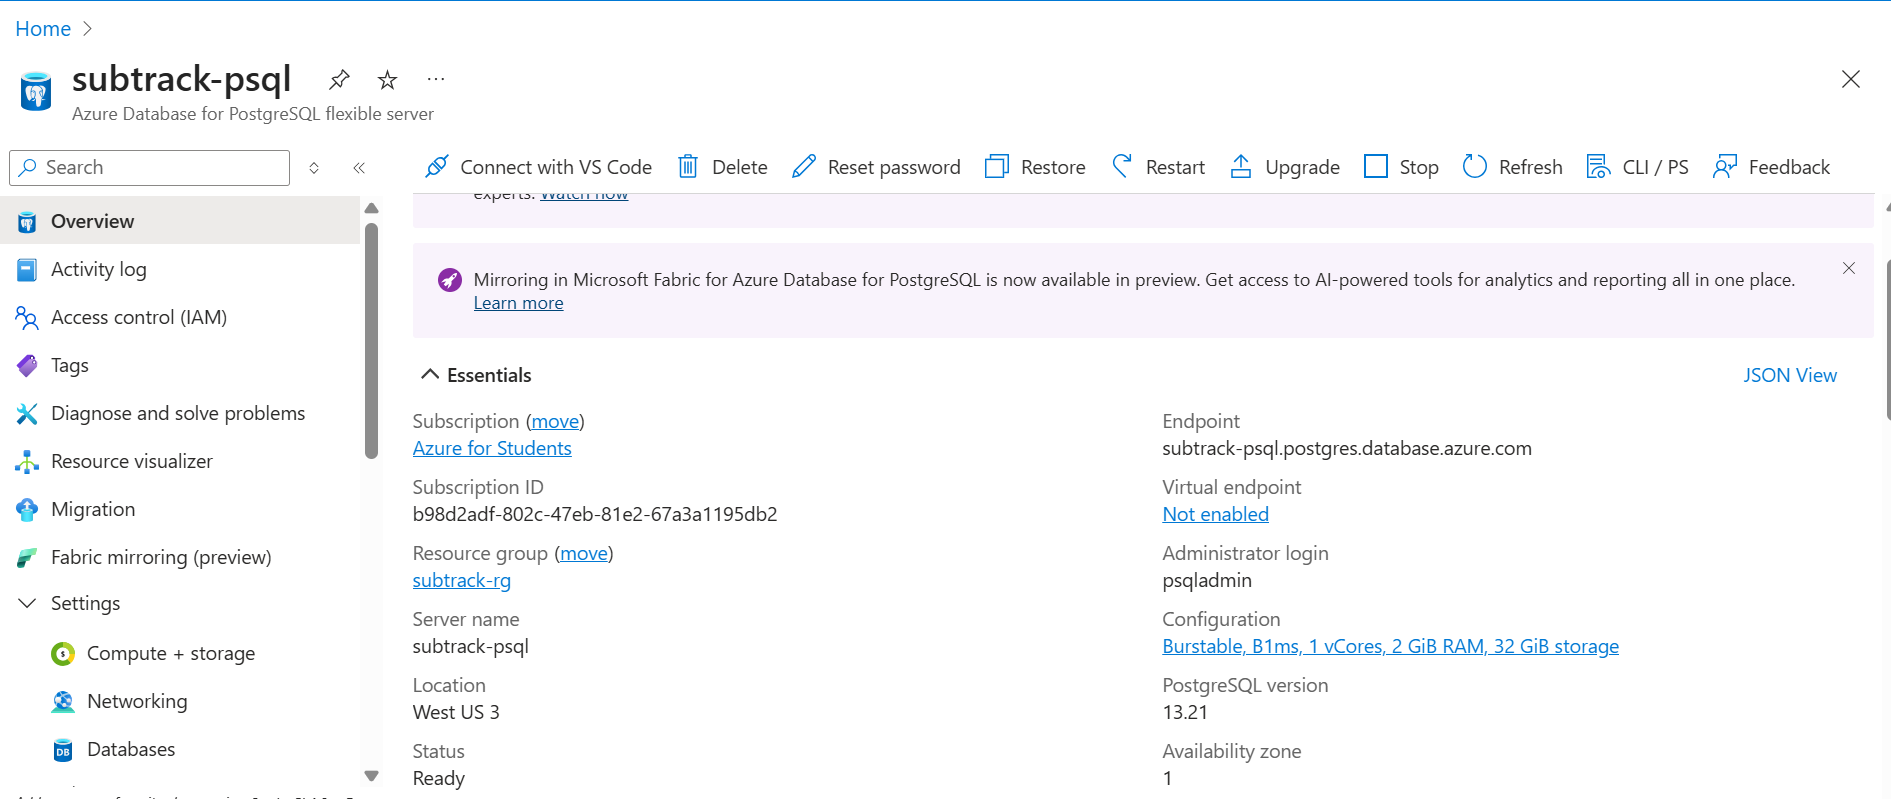 Home
subtrack-psql
Azure Database for PostgreSQL flexible server
Search
Connect with VS Code
Delete
Reset password
Restore
Restart
Upgrade
Stop
Refresh
CLI / PS
Feedback
Overview
Activity log
Access control (IAM)
Tags
Diagnose and solve problems
Resource visualizer
Migration
Fabric mirroring (preview)
Settings
Compute + storage
Networking
DB
Databases
experts. Watch now
Mirroring in Microsoft Fabric for Azure Database for PostgreSQL is now available in preview. Get access to AI-powered tools for analytics and reporting all in one place.
Learn more
Essentials
JSON View
Subscription (move)
Azure for Students
Subscription ID
b98d2adf-802c-47eb-81e2-67a3a1195db2
Resource group (move)
subtrack-rg
Server name
subtrack-psql
Location
West US 3
Status
Ready
Endpoint
subtrack-psql.postgres.database.azure.com
Virtual endpoint
Not enabled
Administrator login
psqladmin
Configuration
Burstable, B1ms, 1 vCores, 2 GiB RAM, 32 GiB storage
PostgreSQL version
13.21
Availability zone
1